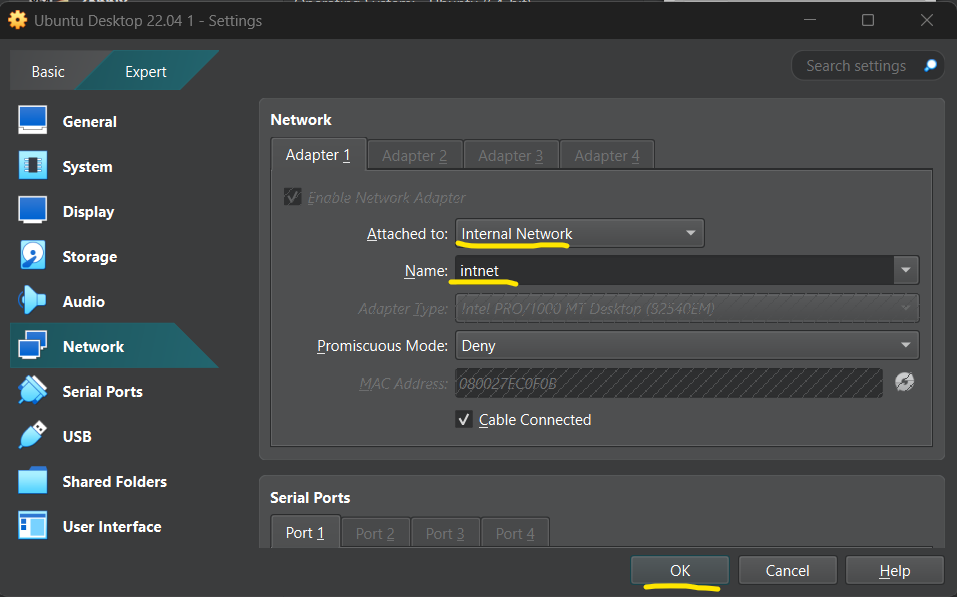 Ubuntu Desktop 22.04 1 - Settings
Basic
Expert
Search settings
General
System
Display
Storage
Audio
Network
Serial Ports
USB
Shared Folders
User Interface
Network
Adapter 1
Adapter 2
Adapter 3
Adapter 4
Enable Network Adapter
Attached to: Internal Network
Name: intnet
Adapter Type: Intel PRO/1000 MT Desktop (82540EM)
Promiscuous Mode: Deny
MAC Address: 080027EC0F0B
Cable Connected
Serial Ports
Port 1
Port 2
Port 3
Port 4
OK
Cancel
Help